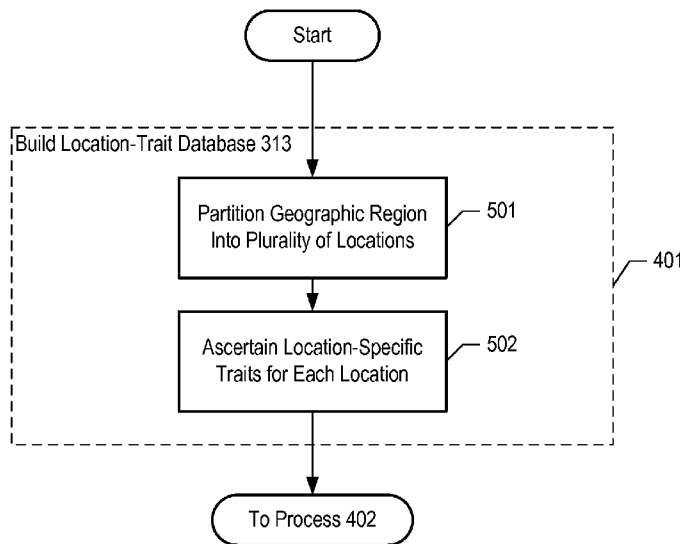 Start
Build Location-Trait Database 313
Partition Geographic Region
Into Plurality of Locations
501
401
Ascertain Location-Specific
Traits for Each Location
502
To Process 402